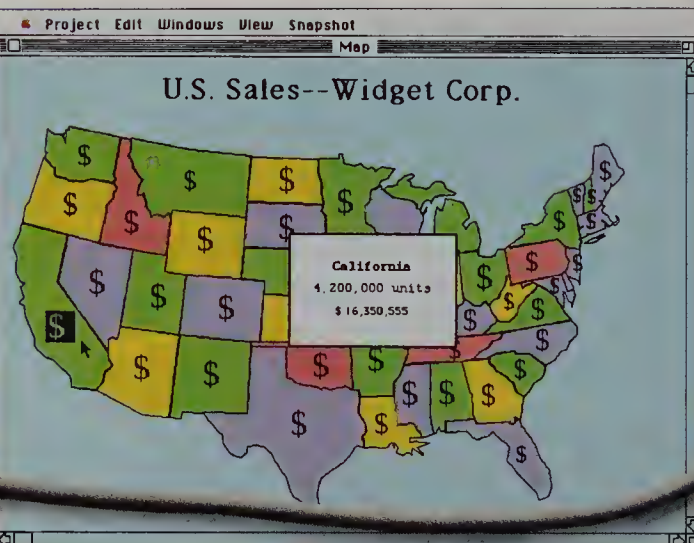 Project Edit Windows View Snapshot
Map
U.S. Sales--Widget Corp.
$ $ $ $ $ $ $ $ $ $
$ $ $ $ $ $ $ $ $ $
$ $ $ $ $ $ $ $ $ $
$ $ $ $ $ $ $
California
4,200,000 units
$16,350,555